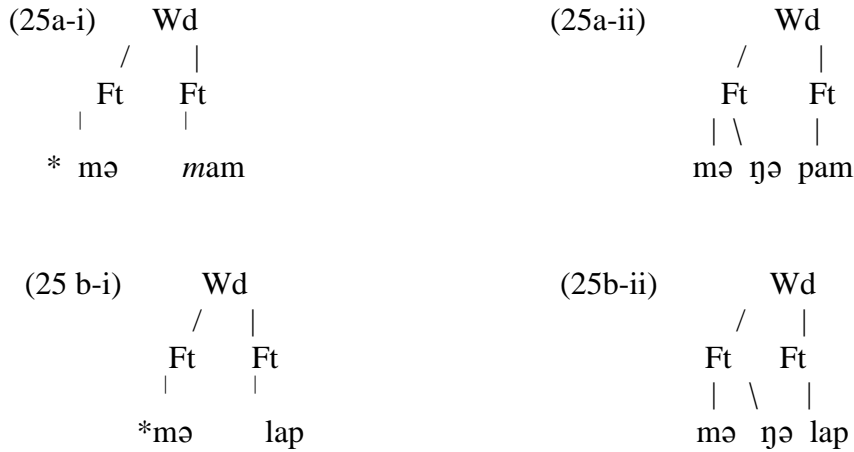 (25a-i) Wd (25a-ii) Wd
/ | / |
Ft Ft Ft Ft
| | | \ |
* mə mam mə ŋə pam
(25 b-i) Wd (25b-ii) Wd
/ | / |
Ft Ft Ft Ft
| | | \ |
*mə lap mə ŋə lap